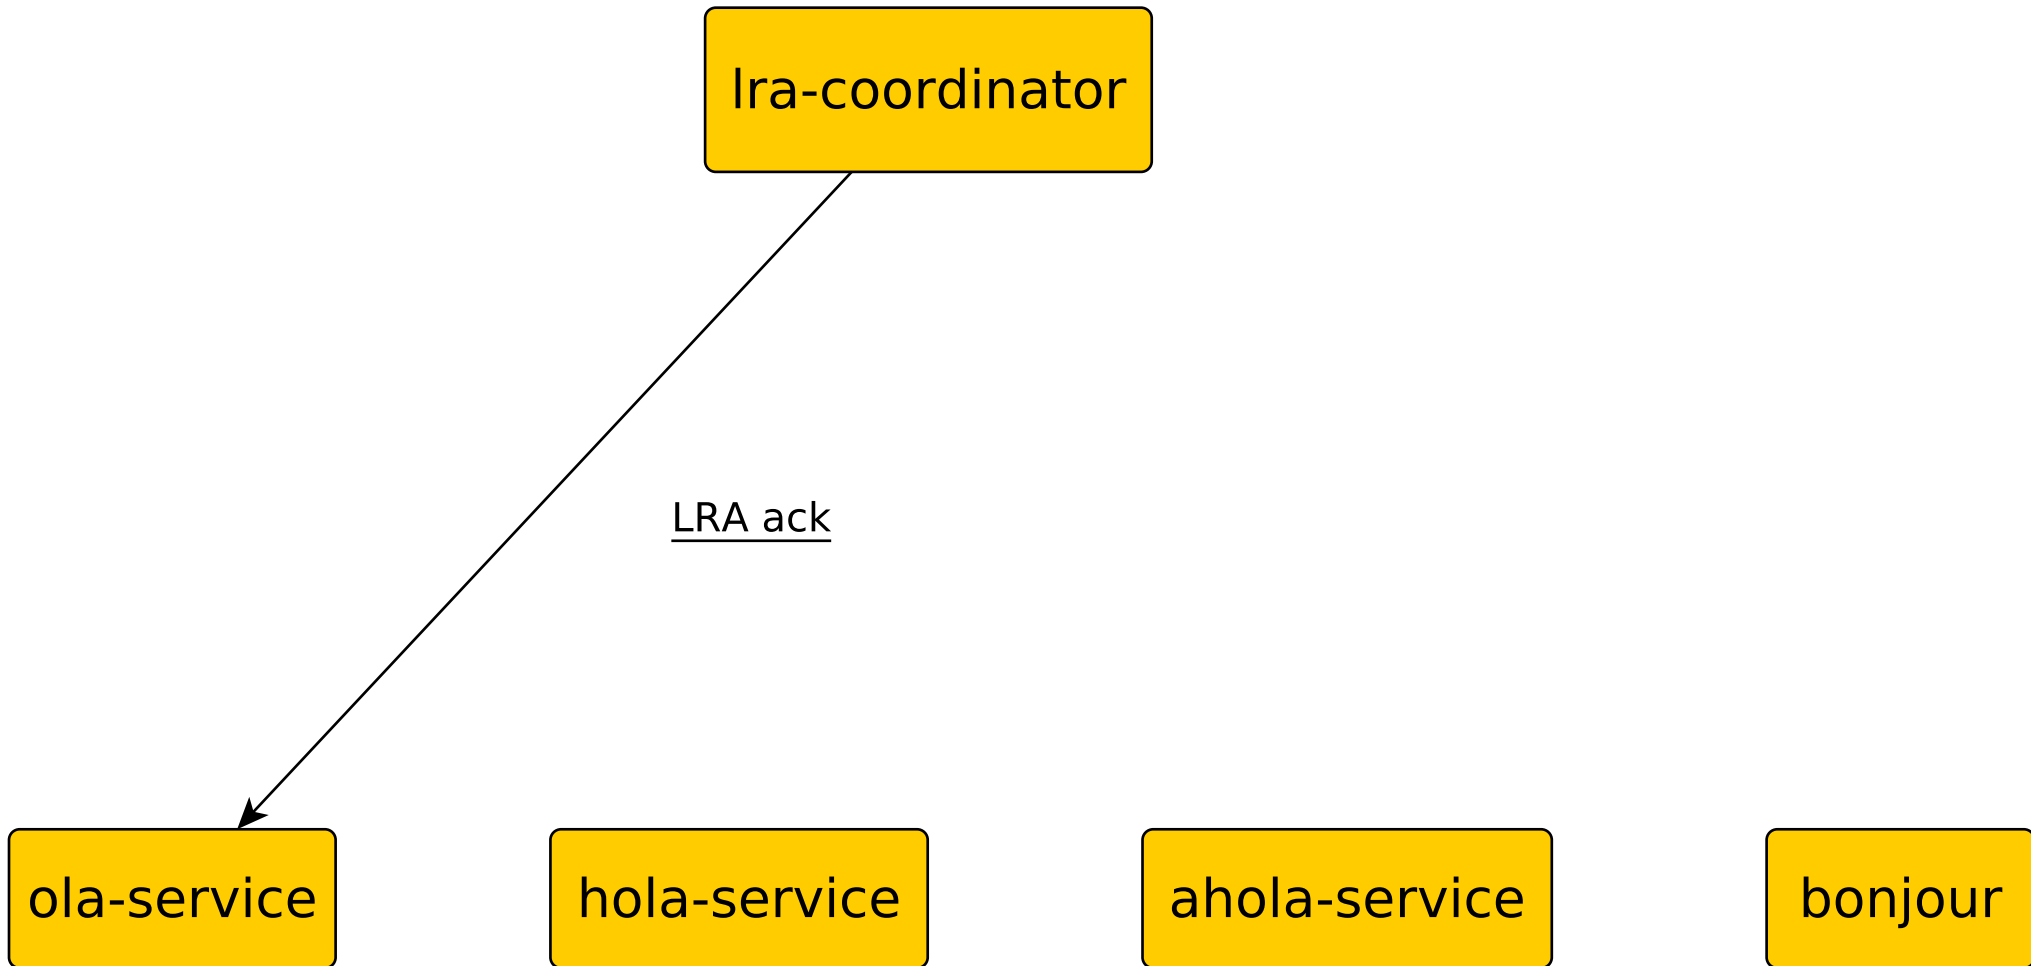 lra-coordinator
LRA ack
ola-service
hola-service
ahola-service
bonjour